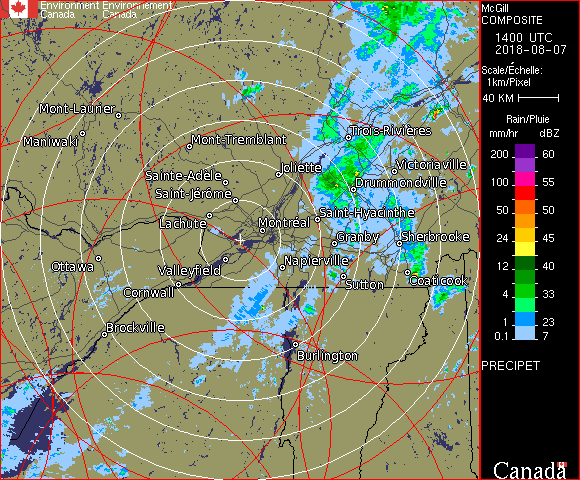 Environment Environnement
Canada Canada
McGill
COMPOSITE
1400 UTC
2018-08-07
Scale/Échelle:
1km/Pixel
40 KM
Rain/Pluie
mm/hr dBZ
200 60
100 55
50 50
24 45
12 40
4 33
1 23
0.1 7
PRECIPET
Canada
Mont-Laurier
Maniwaki
Mont-Tremblant
Trois-Rivières
Joliette
Victoriaville
Sainte-Adèle
Drummondville
Saint-Jérôme
Lachute
Saint-Hyacinthe
Montréal
Granby
Sherbrooke
Ottawa
Valleyfield
Napierville
Cornwall
Sutton
Coaticook
Brockville
Burlington